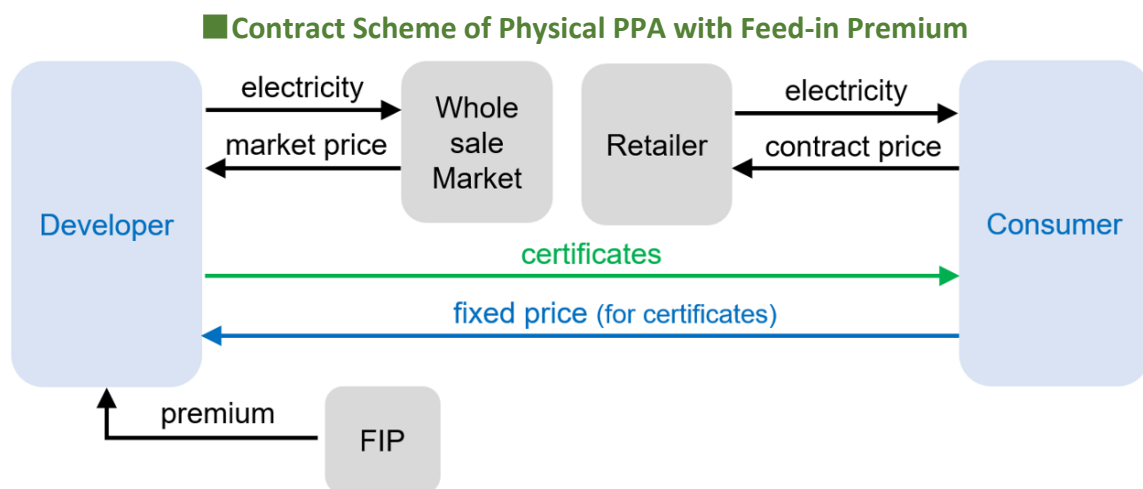 ■Contract Scheme of Physical PPA with Feed-in Premium
electricity
market price
Whole
sale
Market
Retailer
electricity
contract price
Developer
Consumer
certificates
fixed price (for certificates)
premium
FIP